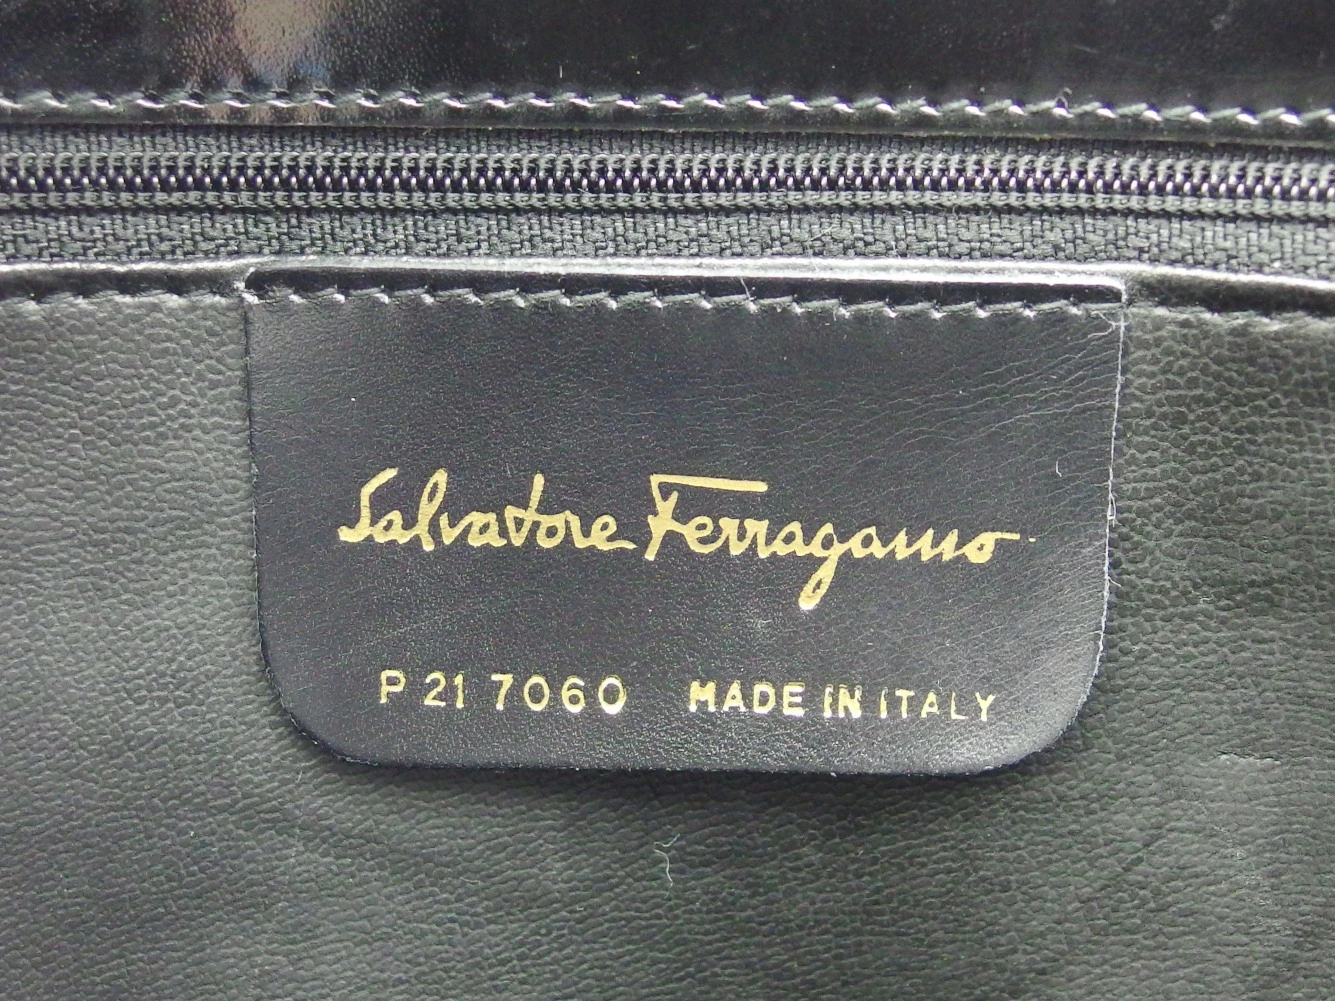 Salvatore Ferragamo
P 21 7060 MADE IN ITALY